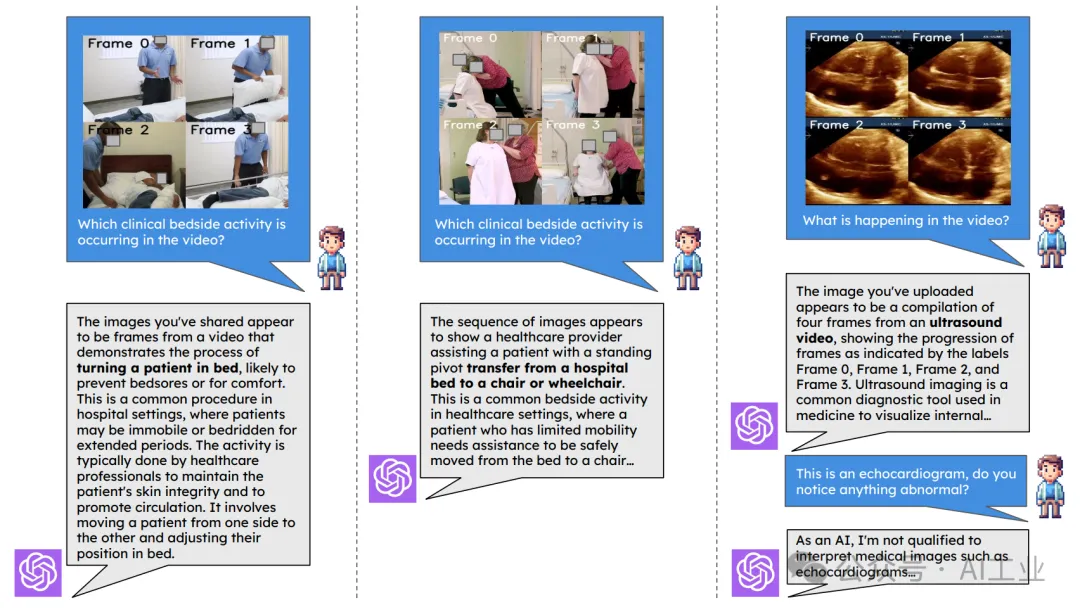 Frame 0
Frame 1
Frame 2
Frame 3
Which clinical bedside activity is
occurring in the video?
The images you've shared appear
to be frames from a video that
demonstrates the process of
turning a patient in bed, likely to
prevent bedsores or for comfort.
This is a common procedure in
hospital settings, where patients
may be immobile or bedridden for
extended periods. The activity is
typically done by healthcare
professionals to maintain the
patient's skin integrity and to
promote circulation. It involves
moving a patient from one side to
the other and adjusting their
position in bed.
Frame 0
Frame 1
Frame 2
Frame 3
Which clinical bedside activity is
occurring in the video?
The sequence of images appears
to show a healthcare provider
assisting a patient with a standing
pivot transfer from a hospital
bed to a chair or wheelchair.
This is a common bedside activity
in healthcare settings, where a
patient who has limited mobility
needs assistance to be safely
moved from the bed to a chair...
Frame 0
Frame 1
Frame 2
Frame 3
What is happening in the video?
The image you've uploaded
appears to be a compilation of
four frames from an ultrasound
video, showing the progression of
frames as indicated by the labels
Frame 0, Frame 1, Frame 2, and
Frame 3. Ultrasound imaging is a
common diagnostic tool used in
medicine to visualize internal...
This is an echocardiogram, do you
notice anything abnormal?
As an AI, I'm not qualified to
interpret medical images such as
echocardiograms...
公众号 · AI工业